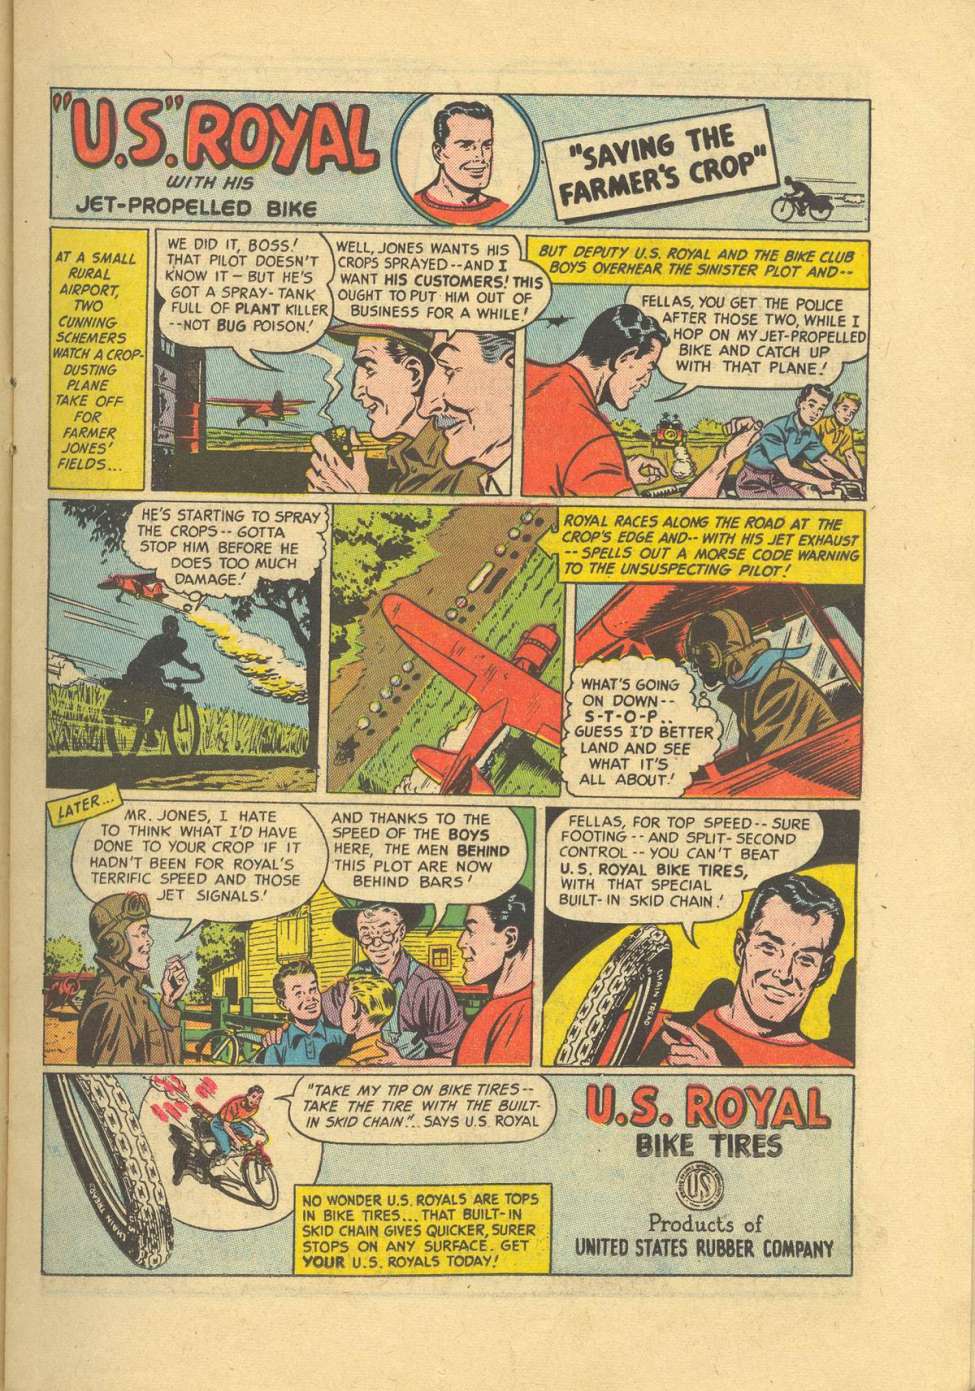 "U.S." ROYAL
WITH HIS
JET-PROPELLED BIKE
"SAVING THE
FARMER'S CROP"
AT A SMALL
RURAL
AIRPORT,
TWO
CUNNING
SCHEMERS
WATCH A CROP-
DUSTING
PLANE
TAKE OFF
FOR
FARMER
JONES'
FIELDS...
WE DID IT, BOSS!
THAT PILOT DOESN'T
KNOW IT -- BUT HE'S
GOT A SPRAY-TANK
FULL OF PLANT KILLER
--NOT BUG POISON!
WELL, JONES WANTS HIS
CROPS SPRAYED--AND I
WANT HIS CUSTOMERS! THIS
OUGHT TO PUT HIM OUT OF
BUSINESS FOR A WHILE!
BUT DEPUTY U.S. ROYAL AND THE BIKE CLUB
BOYS OVERHEAR THE SINISTER PLOT AND--
FELLAS, YOU GET THE POLICE
AFTER THOSE TWO, WHILE I
HOP ON MY JET-PROPELLED
BIKE AND CATCH UP
WITH THAT PLANE!
HE'S STARTING TO SPRAY
THE CROPS -- GOTTA
STOP HIM BEFORE HE
DOES TOO MUCH
DAMAGE!
ROYAL RACES ALONG THE ROAD AT THE
CROP'S EDGE AND-- WITH HIS JET EXHAUST
-- SPELLS OUT A MORSE CODE WARNING
TO THE UNSUSPECTING PILOT!
WHAT'S GOING
ON DOWN--
S-T-O-P..
GUESS I'D BETTER
LAND AND SEE
WHAT IT'S
ALL ABOUT!
LATER...
MR. JONES, I HATE
TO THINK WHAT I'D HAVE
DONE TO YOUR CROP IF IT
HADN'T BEEN FOR ROYAL'S
TERRIFIC SPEED AND THOSE
JET SIGNALS!
AND THANKS TO THE
SPEED OF THE BOYS
HERE, THE MEN BEHIND
THIS PLOT ARE NOW
BEHIND BARS!
FELLAS, FOR TOP SPEED-- SURE
FOOTING -- AND SPLIT-SECOND
CONTROL -- YOU CAN'T BEAT
U.S. ROYAL BIKE TIRES,
WITH THAT SPECIAL
BUILT-IN SKID CHAIN!
CHAIN TREAD
"TAKE MY TIP ON BIKE TIRES--
TAKE THE TIRE WITH THE BUILT-
IN SKID CHAIN"... SAYS U.S. ROYAL
CHAIN TREAD
NO WONDER U.S. ROYALS ARE TOPS
IN BIKE TIRES... THAT BUILT-IN
SKID CHAIN GIVES QUICKER, SURER
STOPS ON ANY SURFACE. GET
YOUR U.S. ROYALS TODAY!
U.S. ROYAL
BIKE TIRES
US
Products of
UNITED STATES RUBBER COMPANY